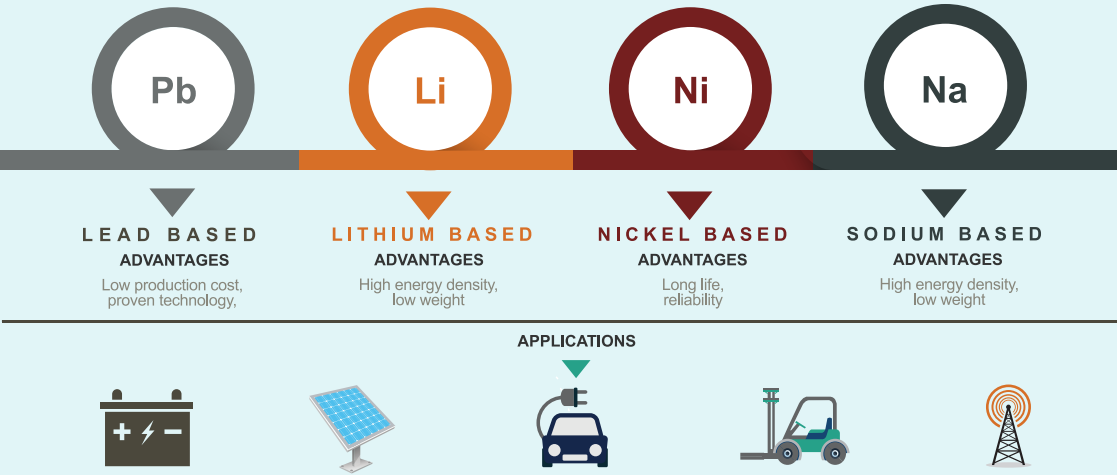 Pb
Li
Ni
Na
LEAD BASED
ADVANTAGES
Low production cost,
proven technology,
LITHIUM BASED
ADVANTAGES
High energy density,
low weight
NICKEL BASED
ADVANTAGES
Long life,
reliability
SODIUM BASED
ADVANTAGES
High energy density,
low weight
APPLICATIONS